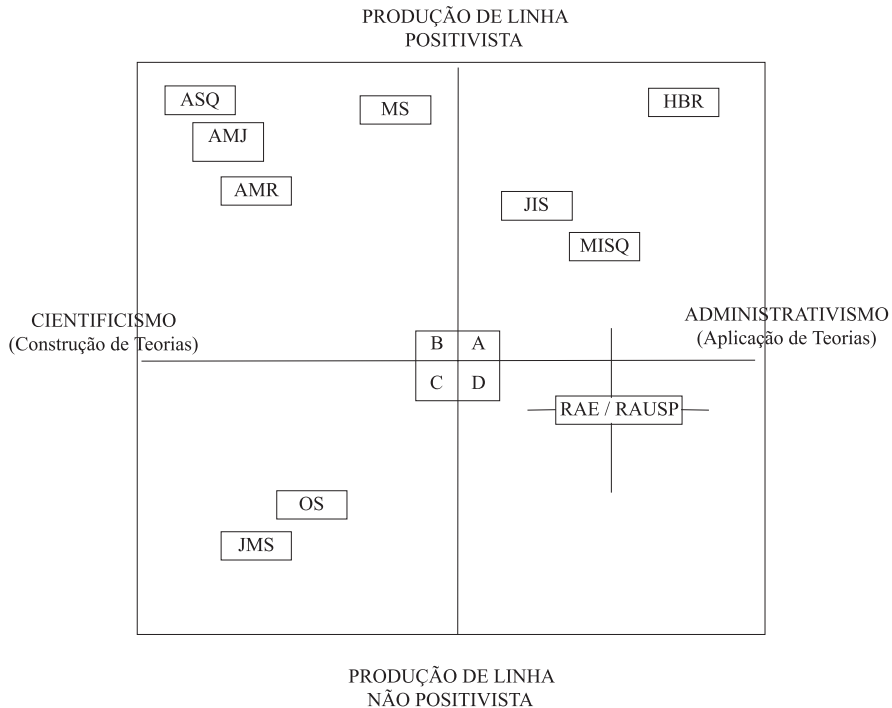 PRODUÇÃO DE LINHA
POSITIVISTA
ASQ
MS
HBR
AMJ
AMR
JIS
MISQ
CIENTIFICISMO
(Construção de Teorias)
ADMINISTRATIVISMO
(Aplicação de Teorias)
B A
C D
RAE / RAUSP
OS
JMS
PRODUÇÃO DE LINHA
NÃO POSITIVISTA